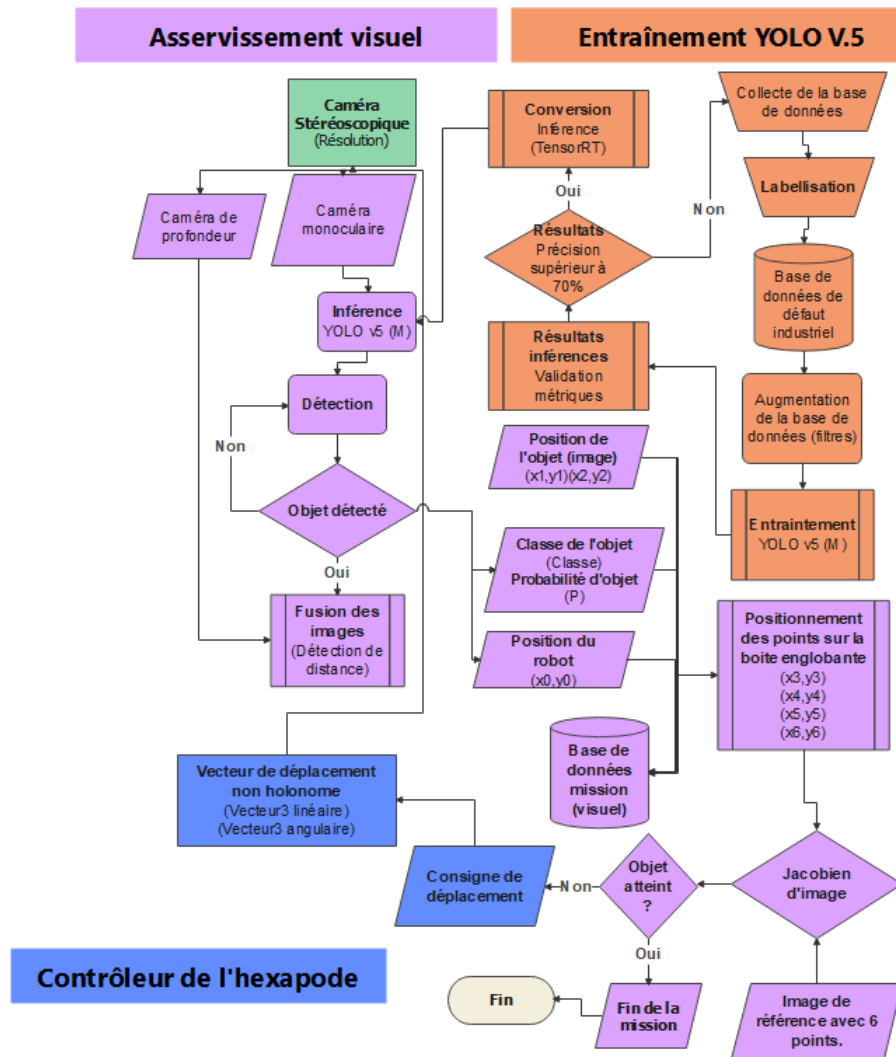 Asservissement visuel
Entraînement YOLO V.5
Caméra
Stéréoscopique
(Résolution)
Caméra de
profondeur
Caméra
monoculaire
Inférence
YOLO v5 (M)
Détection
Non
Objet détecté
Oui
Fusion des
images
(Détection de
distance)
Conversion
Inférence
(TensorRT)
Oui
Résultats
Précision
supérieur à
70%
Non
Résultats
inférences
Validation
métriques
Collecte de la base
de données
Labellisation
Base de
données de
défaut
industriel
Augmentation
de la base de
données (filtres)
Entraintement
YOLO v5 (M)
Position de
l'objet (image)
(x1,y1)(x2,y2)
Classe de l'objet
(Classe)
Probabilité d'objet
(P)
Position du
robot
(x0,y0)
Base de
données
mission
(visuel)
Positionnement
des points sur la
boite englobante
(x3,y3)
(x4,y4)
(x5,y5)
(x6,y6)
Vecteur de déplacement
non holonome
(Vecteur3 linéaire)
(Vecteur3 angulaire)
Consigne de
déplacement
Non
Objet
atteint
?
Oui
Jacobien
d'image
Image de
référence avec 6
points.
Fin de la
mission
Fin
Contrôleur de l'hexapode